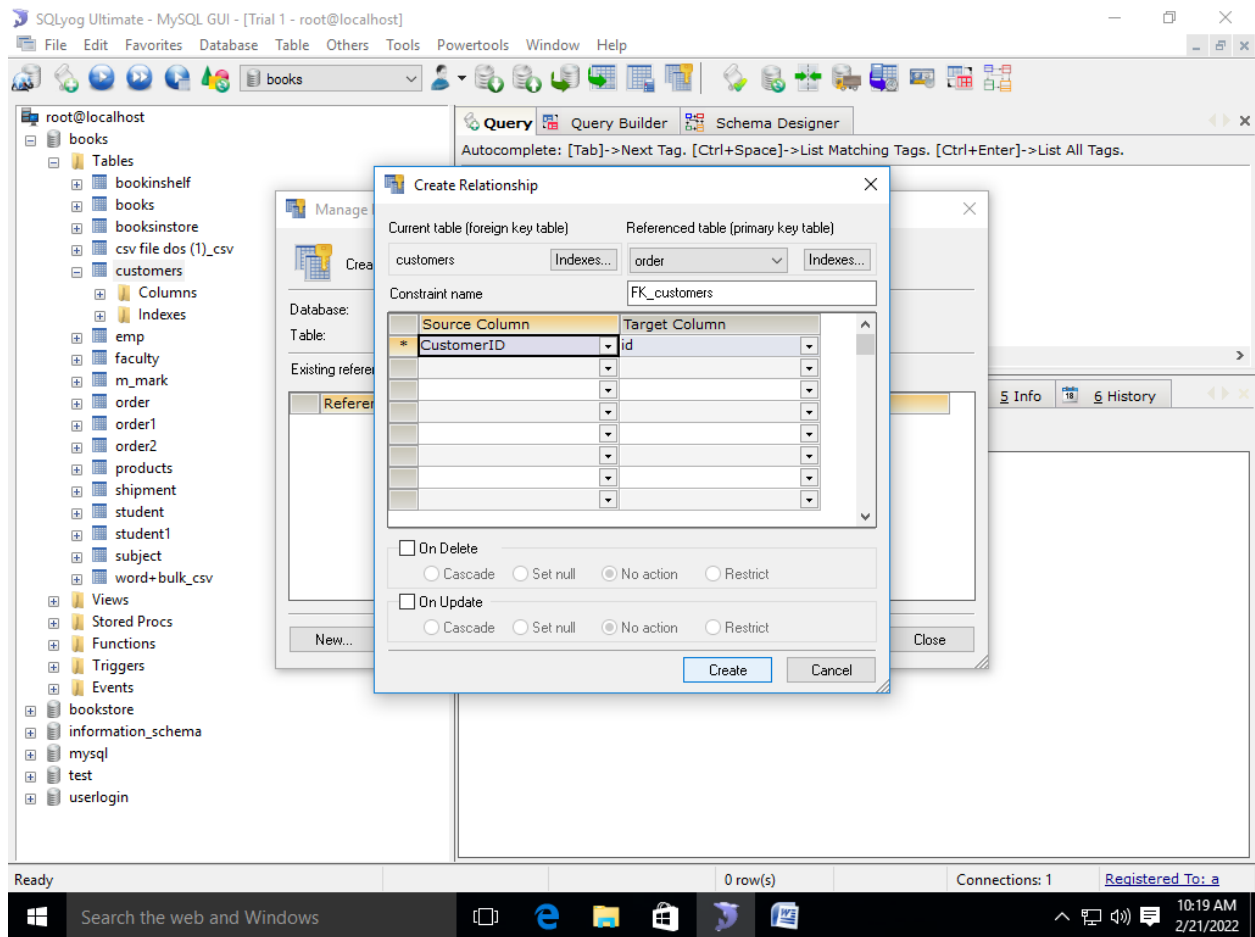 SQLyog Ultimate - MySQL GUI - [Trial 1 - root@localhost]
File Edit Favorites Database Table Others Tools Powertools Window Help
books
root@localhost
books
Tables
bookinshelf
books
booksinstore
csv file dos (1)_csv
customers
Columns
Indexes
emp
faculty
m_mark
order
order1
order2
products
shipment
student
student1
subject
word+bulk_csv
Views
Stored Procs
Functions
Triggers
Events
bookstore
information_schema
mysql
test
userlogin
Query Query Builder Schema Designer
Autocomplete: [Tab]->Next Tag. [Ctrl+Space]->List Matching Tags. [Ctrl+Enter]->List All Tags.
5 Info 18 6 History
Manage
Crea
Database:
Table:
Existing refere
Referen
New... Close
Create Relationship
Current table (foreign key table) Referenced table (primary key table)
customers Indexes... order Indexes...
Constraint name FK_customers
Source Column Target Column
* CustomerID id
On Delete
Cascade Set null No action Restrict
On Update
Cascade Set null No action Restrict
Create Cancel
Ready 0 row(s) Connections: 1 Registered To: a
Search the web and Windows 10:19 AM
2/21/2022